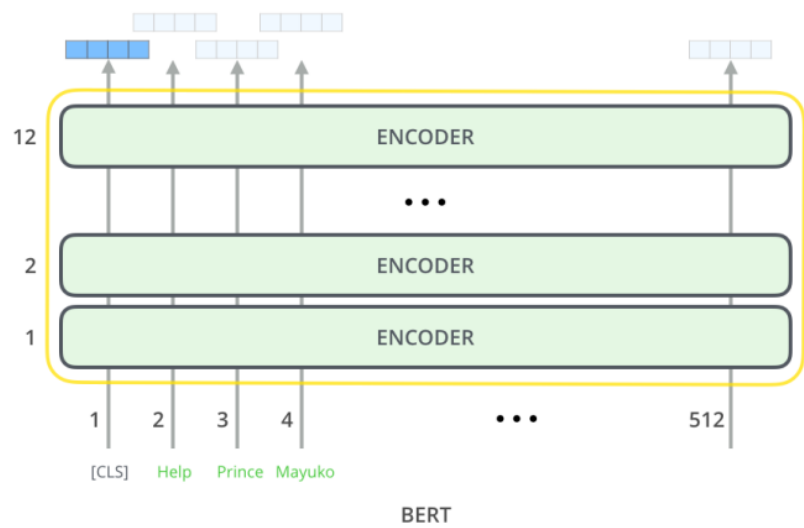 12 ENCODER
...
2 ENCODER
1 ENCODER
1 2 3 4 ... 512
[CLS] Help Prince Mayuko
BERT